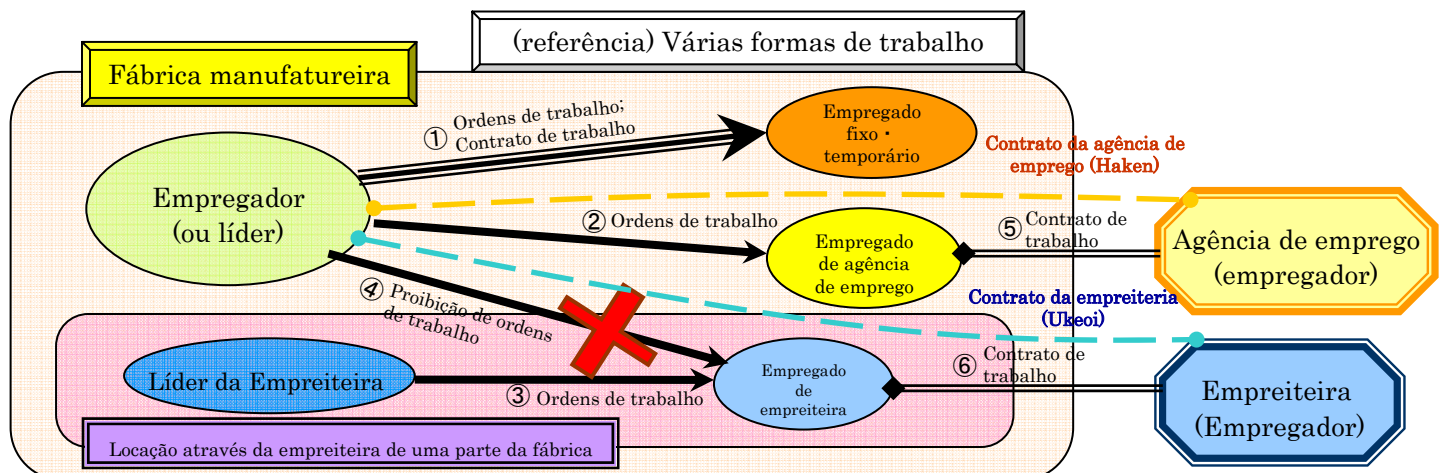 (referência) Várias formas de trabalho
Fábrica manufatureira
① Ordens de trabalho;
Contrato de trabalho
Empregado
fixo・
temporário
Contrato da agência de
emprego (Haken)
Empregador
(ou líder)
② Ordens de trabalho
Empregado
de agência
de emprego
⑤ Contrato de
trabalho
Agência de emprego
(empregador)
④ Proibição de ordens
de trabalho
Contrato da empreiteria
(Ukeoi)
Líder da Empreiteira
③ Ordens de trabalho
Empregado
de
empreiteira
⑥ Contrato de
trabalho
Empreiteira
(Empregador)
Locação através da empreiteira de uma parte da fábrica